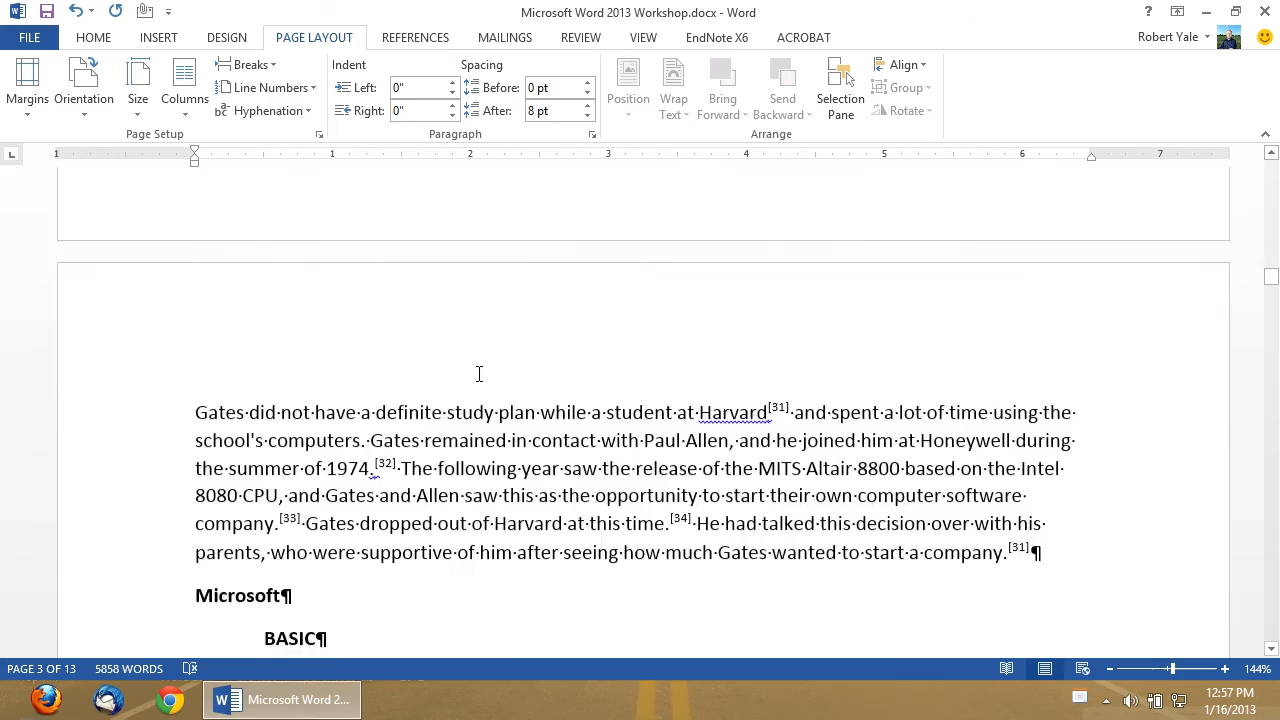 Microsoft Word 2013 Workshop.docx - Word
FILE HOME INSERT DESIGN PAGE LAYOUT REFERENCES MAILINGS REVIEW VIEW EndNote X6 ACROBAT Robert Yale
Margins Orientation Size Columns
Breaks
Line Numbers
Hyphenation
Page Setup
Indent Spacing
Left: 0" Before: 0 pt
Right: 0" After: 8 pt
Paragraph
Position Wrap Text Bring Forward Send Backward Selection Pane
Align
Group
Rotate
Arrange
1 1 2 3 4 5 6 7
Gates·did·not·have·a·definite·study·plan·while·a·student·at·Harvard[31]·and·spent·a·lot·of·time·using·the·
school's·computers.·Gates·remained·in·contact·with·Paul·Allen,·and·he·joined·him·at·Honeywell·during·
the·summer·of·1974.[32]·The·following·year·saw·the·release·of·the·MITS·Altair·8800·based·on·the·Intel·
8080·CPU,·and·Gates·and·Allen·saw·this·as·the·opportunity·to·start·their·own·computer·software·
company.[33]·Gates·dropped·out·of·Harvard·at·this·time.[34]·He·had·talked·this·decision·over·with·his·
parents,·who·were·supportive·of·him·after·seeing·how·much·Gates·wanted·to·start·a·company.[31]¶
Microsoft¶
BASIC¶
PAGE 3 OF 13 5858 WORDS 144%
Microsoft Word 2...
12:57 PM
1/16/2013